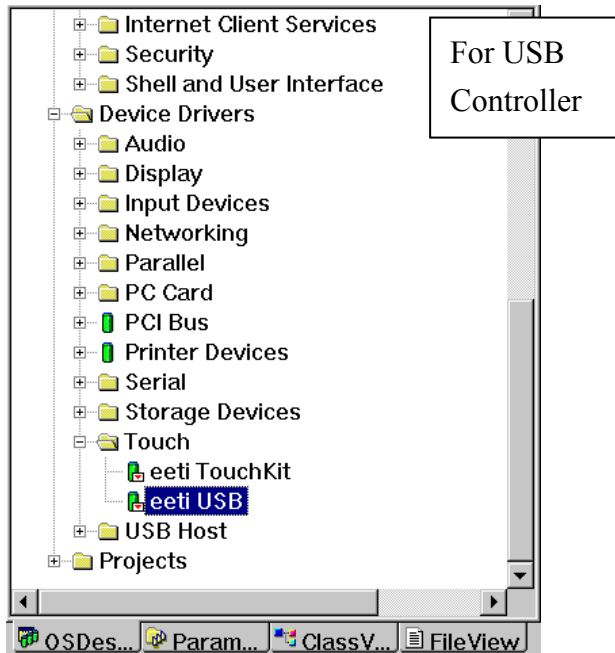 Internet Client Services
Security
Shell and User Interface
For USB
Controller
Device Drivers
Audio
Display
Input Devices
Networking
Parallel
PC Card
PCI Bus
Printer Devices
Serial
Storage Devices
Touch
eeti TouchKit
eeti USB
USB Host
Projects
OSDes... Param... ClassV... FileView